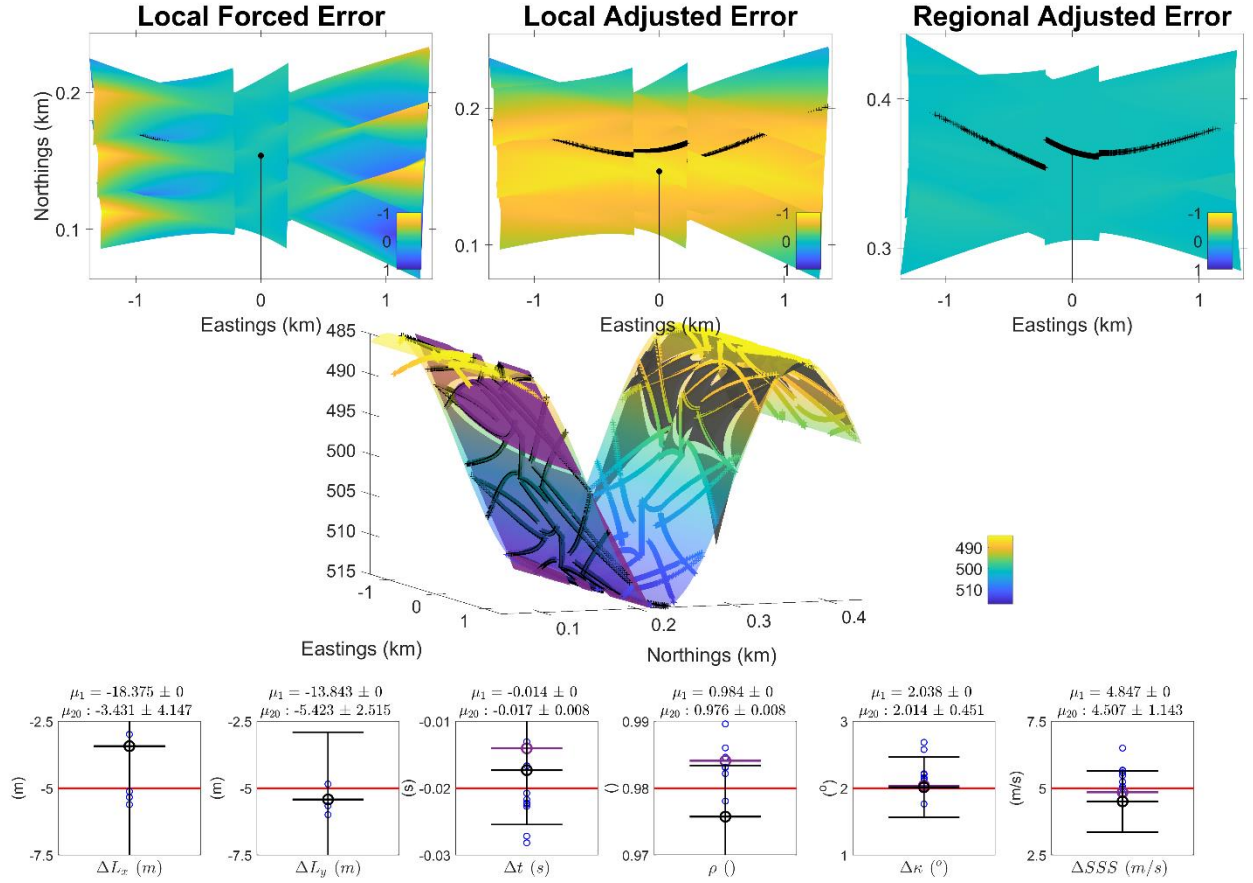 Local Forced Error
Local Adjusted Error
Regional Adjusted Error
Northings (km)
0.2
0.1
-1
0
1
-1
0
1
Eastings (km)
0.2
0.1
-1
0
1
-1
0
1
Eastings (km)
0.4
0.3
-1
0
1
-1
0
1
Eastings (km)
485
490
495
500
505
510
515
-1
0
1
Eastings (km)
0.1
0.2
0.3
0.4
Northings (km)
490
500
510
μ₁ = -18.375 ± 0
μ₂₀ : -3.431 ± 4.147
-2.5
-5
-7.5
(m)
ΔLₓ (m)
μ₁ = -13.843 ± 0
μ₂₀ : -5.423 ± 2.515
-2.5
-5
-7.5
(m)
ΔL_y (m)
μ₁ = -0.014 ± 0
μ₂₀ : -0.017 ± 0.008
-0.01
-0.02
-0.03
(s)
Δt (s)
μ₁ = 0.984 ± 0
μ₂₀ : 0.976 ± 0.008
0.99
0.98
0.97
()
ρ ()
μ₁ = 2.038 ± 0
μ₂₀ : 2.014 ± 0.451
3
2
1
(°)
Δκ (°)
μ₁ = 4.847 ± 0
μ₂₀ : 4.507 ± 1.143
7.5
5
2.5
(m/s)
ΔSSS (m/s)